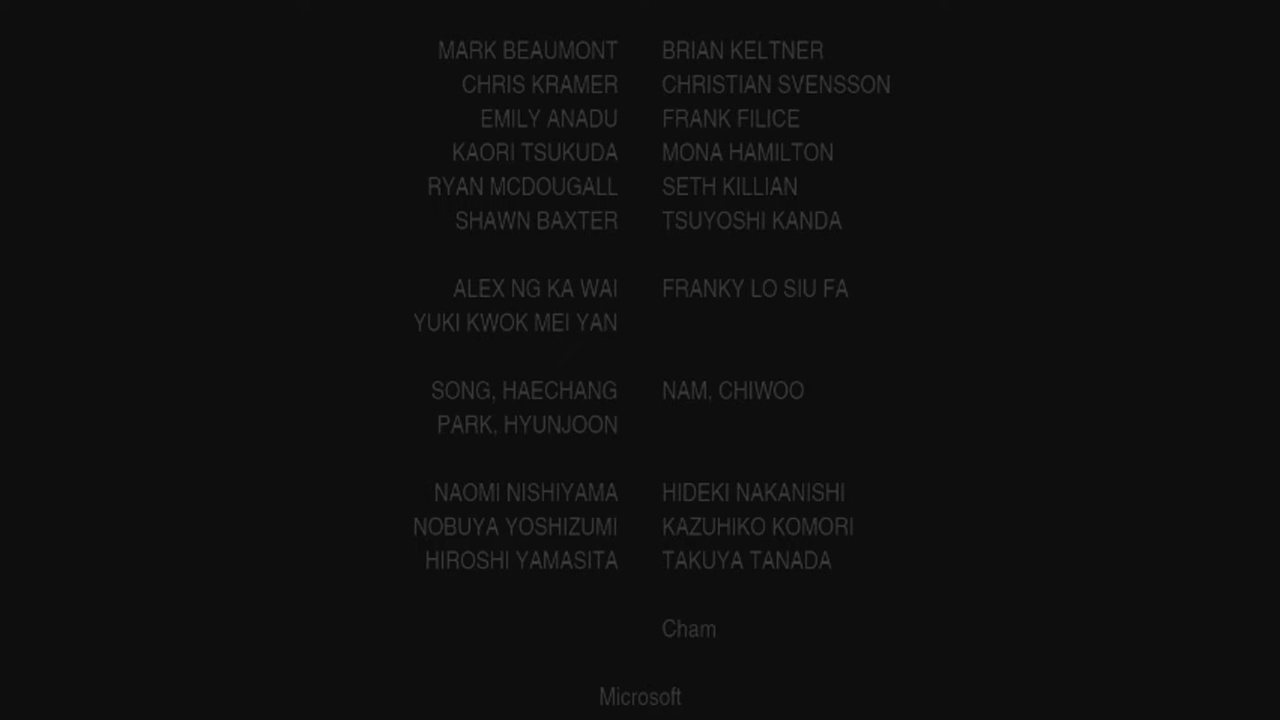 MARK BEAUMONT BRIAN KELTNER
CHRIS KRAMER CHRISTIAN SVENSSON
EMILY ANADU FRANK FILICE
KAORI TSUKUDA MONA HAMILTON
RYAN MCDOUGALL SETH KILLIAN
SHAWN BAXTER TSUYOSHI KANDA
ALEX NG KA WAI FRANKY LO SIU FA
YUKI KWOK MEI YAN
SONG, HAECHANG NAM, CHIWOO
PARK, HYUNJOON
NAOMI NISHIYAMA HIDEKI NAKANISHI
NOBUYA YOSHIZUMI KAZUHIKO KOMORI
HIROSHI YAMASITA TAKUYA TANADA
Cham
Microsoft